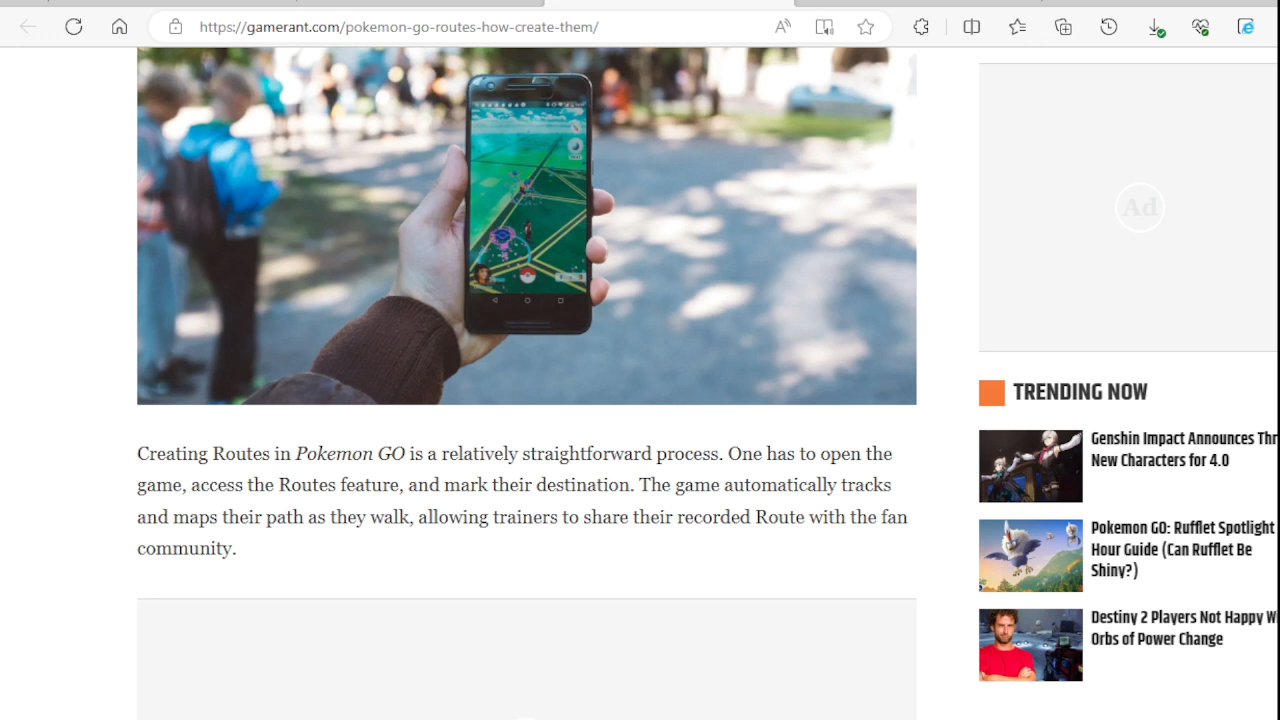 https://gamerant.com/pokemon-go-routes-how-create-them/
Ad
Creating Routes in Pokemon GO is a relatively straightforward process. One has to open the
game, access the Routes feature, and mark their destination. The game automatically tracks
and maps their path as they walk, allowing trainers to share their recorded Route with the fan
community.
TRENDING NOW
Genshin Impact Announces Thr
New Characters for 4.0
Pokemon GO: Rufflet Spotlight
Hour Guide (Can Rufflet Be
Shiny?)
Destiny 2 Players Not Happy W
Orbs of Power Change